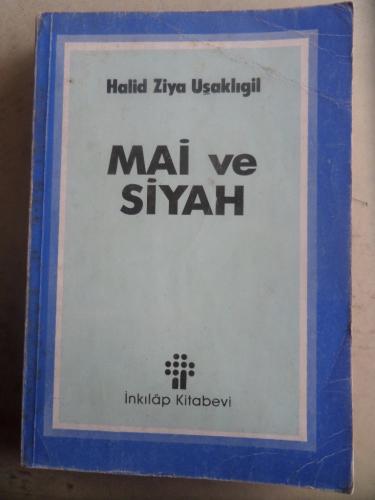 Halid Ziya Uşaklıgil
MAİ ve
SİYAH
İnkılâp Kitabevi